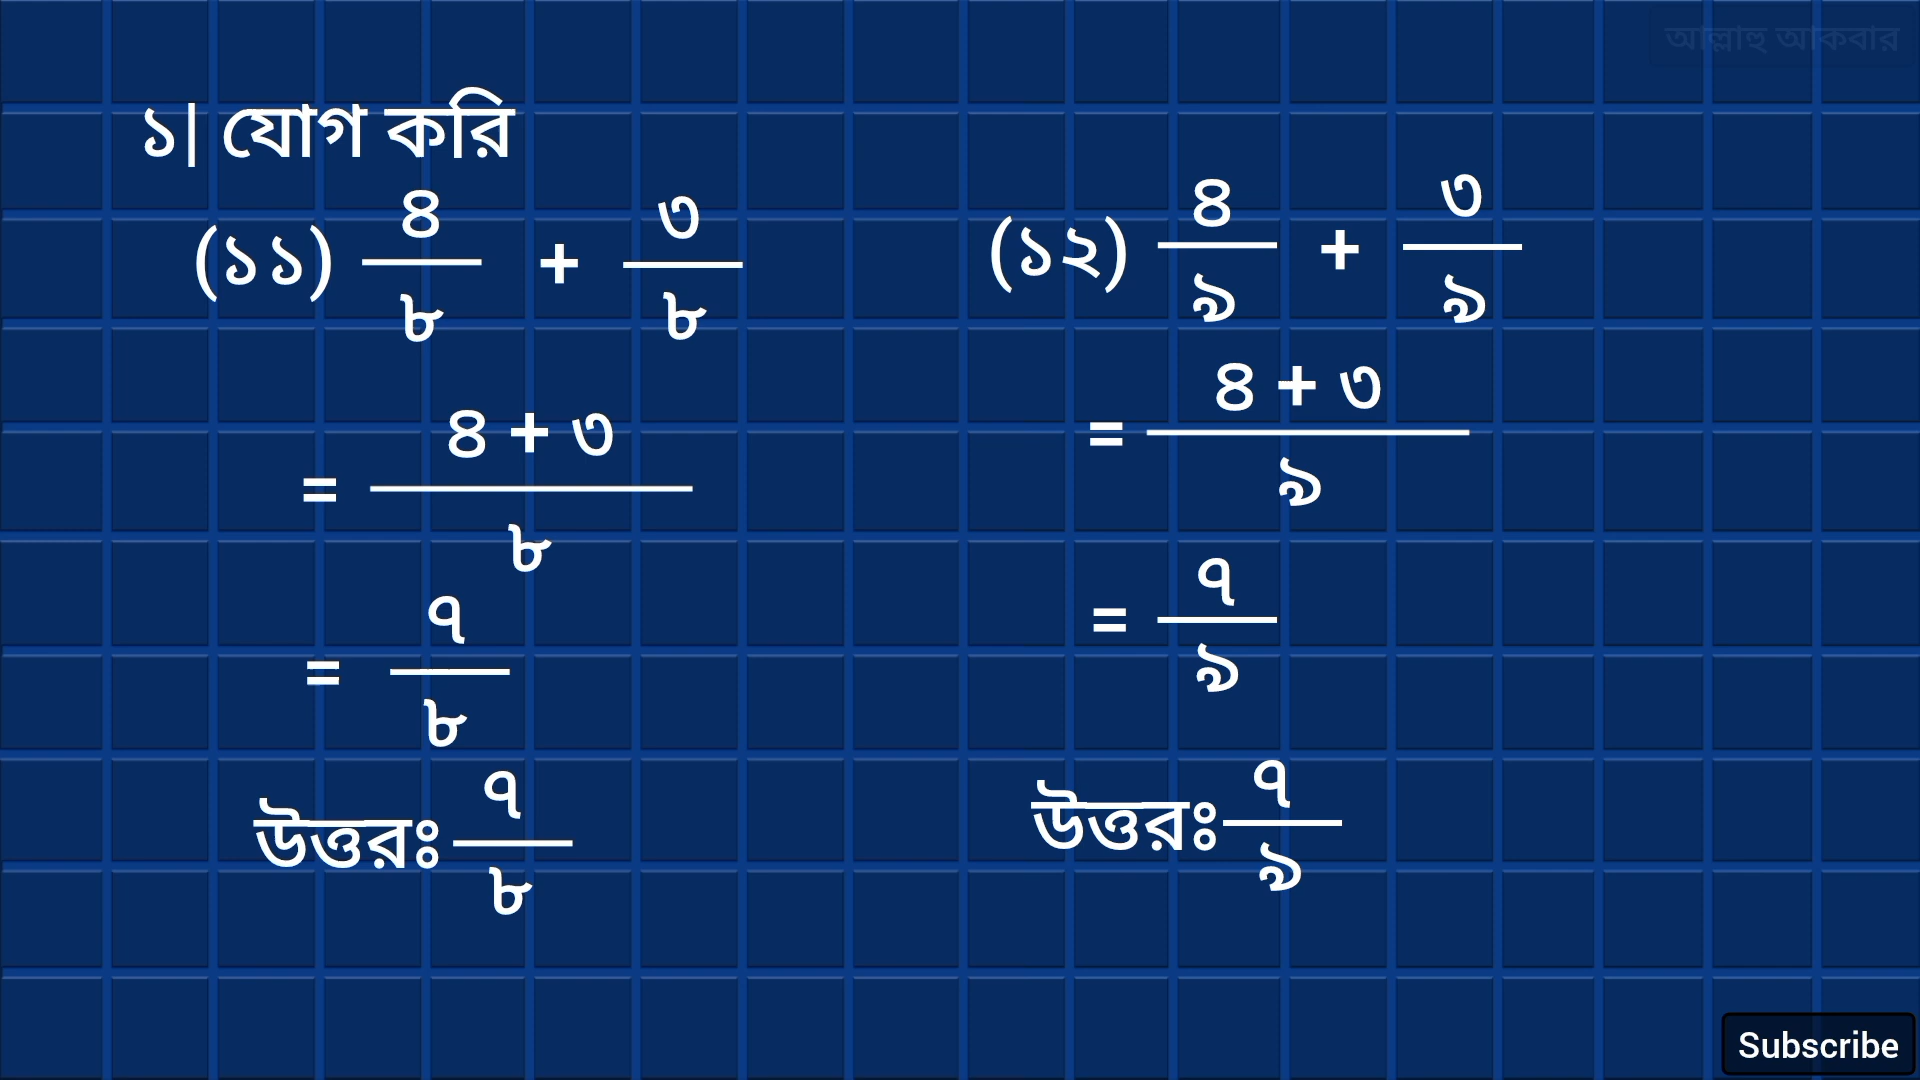 আল্লাহু আকবার
১| যোগ করি
(১১) ৪/৮ + ৩/৮
= ৪ + ৩/৮
= ৭/৮
উত্তরঃ ৭/৮
(১২) ৪/৯ + ৩/৯
= ৪ + ৩/৯
= ৭/৯
উত্তরঃ ৭/৯
Subscribe